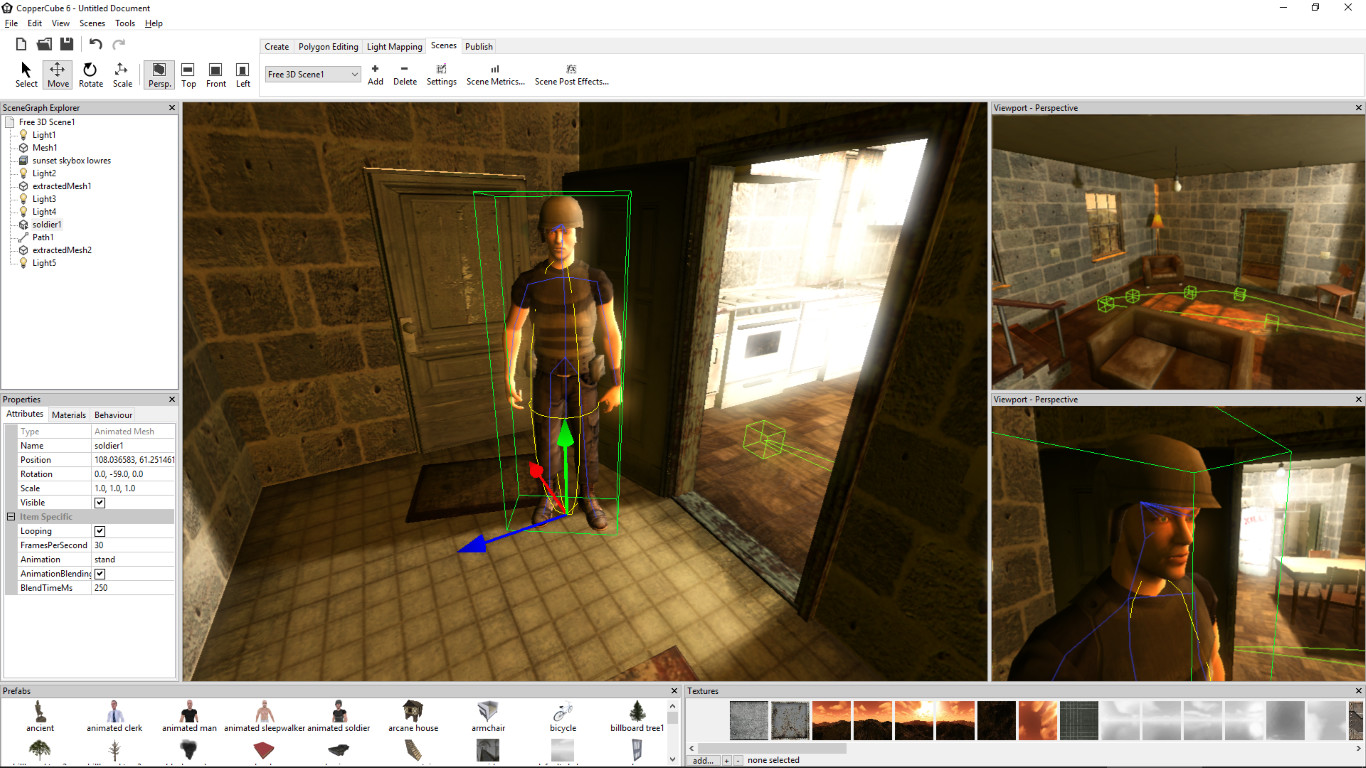 CopperCube 6 - Untitled Document
File Edit View Scenes Tools Help
Create Polygon Editing Light Mapping Scenes Publish
Select Move Rotate Scale Persp. Top Front Left
Free 3D Scene1 Add Delete Settings Scene Metrics... Scene Post Effects...
SceneGraph Explorer
Free 3D Scene1
Light1
Mesh1
sunset skybox lowres
Light2
extractedMesh1
Light3
Light4
soldier1
Path1
extractedMesh2
Light5
Properties
Attributes Materials Behaviour
Type Animated Mesh
Name soldier1
Position 108.036583, 61.251461
Rotation 0.0, -59.0, 0.0
Scale 1.0, 1.0, 1.0
Visible
Item Specific
Looping
FramesPerSecond 30
Animation stand
AnimationBlending
BlendTimeMs 250
Viewport - Perspective
Viewport - Perspective
Prefabs
ancient animated clerk animated man animated sleepwalker animated soldier arcane house armchair bicycle billboard tree1
Textures
add... + - none selected